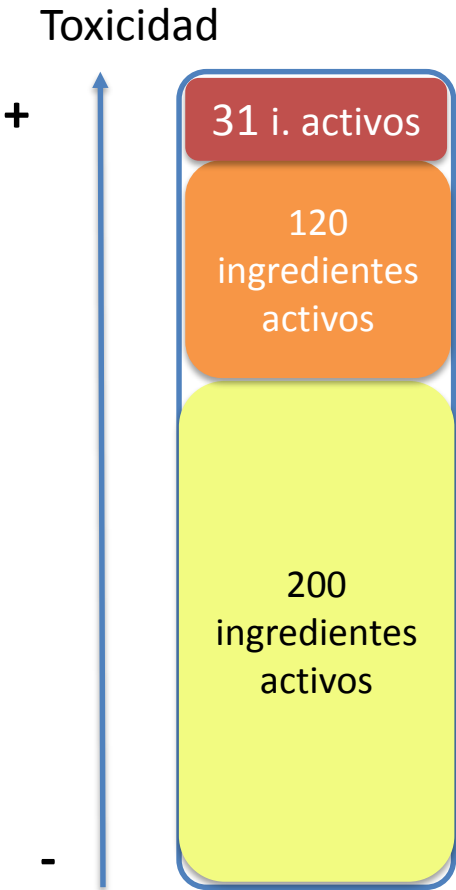 Toxicidad
+
31 i. activos
120
ingredientes
activos
200
ingredientes
activos
-